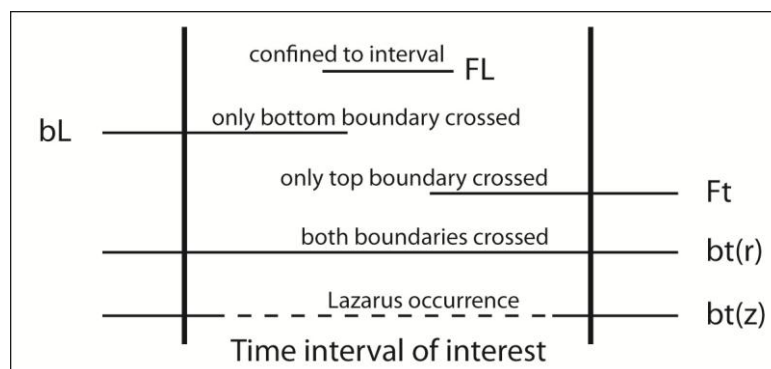 confined to interval
FL
only bottom boundary crossed
bL
only top boundary crossed
Ft
both boundaries crossed
bt(r)
Lazarus occurrence
bt(z)
Time interval of interest